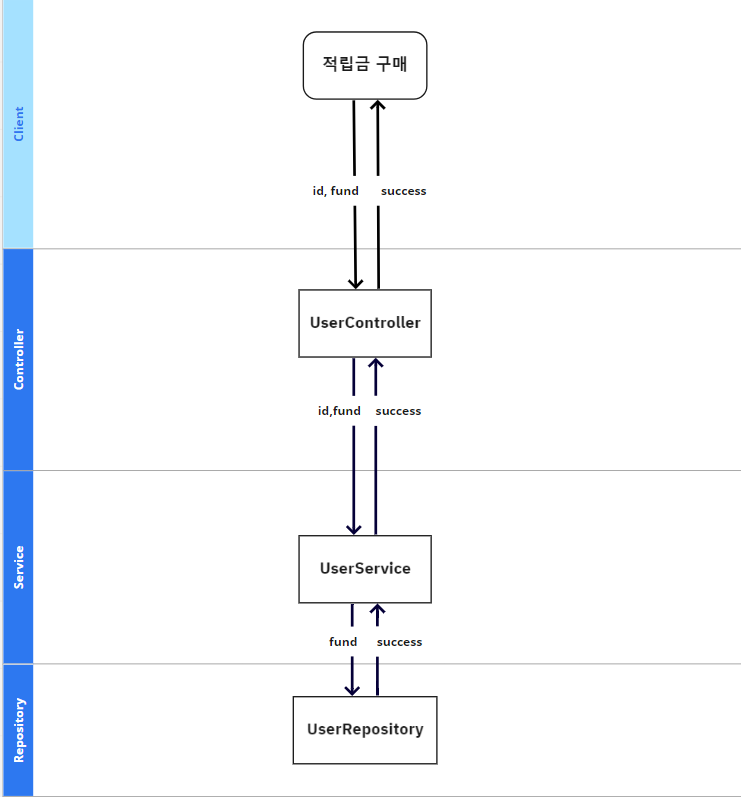 Client
적립금 구매
id, fund
success
Controller
UserController
id,fund
success
Service
UserService
fund
success
Repository
UserRepository